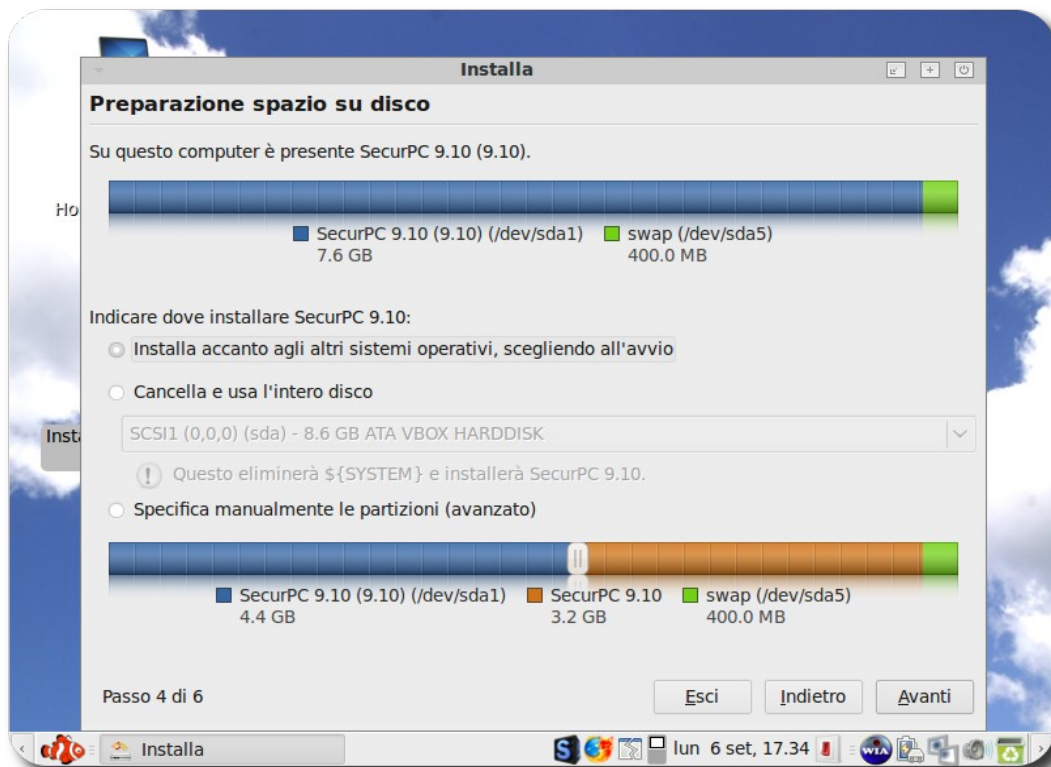 Installa
Preparazione spazio su disco
Su questo computer è presente SecurPC 9.10 (9.10).
Ho
SecurPC 9.10 (9.10) (/dev/sda1)
7.6 GB
swap (/dev/sda5)
400.0 MB
Indicare dove installare SecurPC 9.10:
Installa accanto agli altri sistemi operativi, scegliendo all'avvio
Cancella e usa l'intero disco
Insta
SCSI1 (0,0,0) (sda) - 8.6 GB ATA VBOX HARDDISK
Questo eliminerà ${SYSTEM} e installerà SecurPC 9.10.
Specifica manualmente le partizioni (avanzato)
SecurPC 9.10 (9.10) (/dev/sda1)
4.4 GB
SecurPC 9.10
3.2 GB
swap (/dev/sda5)
400.0 MB
Passo 4 di 6
Esci
Indietro
Avanti
Installa
S
lun 6 set, 17.34
WIA